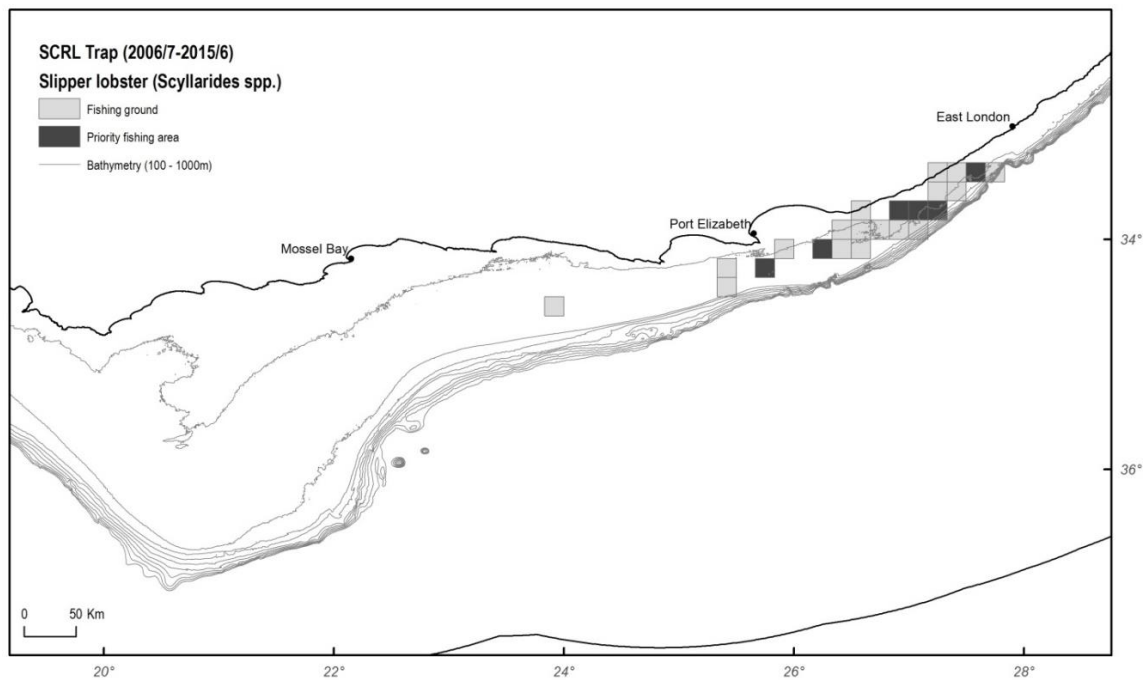 SCRL Trap (2006/7-2015/6)
Slipper lobster (Scyllarides spp.)
Fishing ground
Priority fishing area
Bathymetry (100 - 1000m)
East London
Port Elizabeth
Mossel Bay
34°
36°
0 50 Km
20° 22° 24° 26° 28°